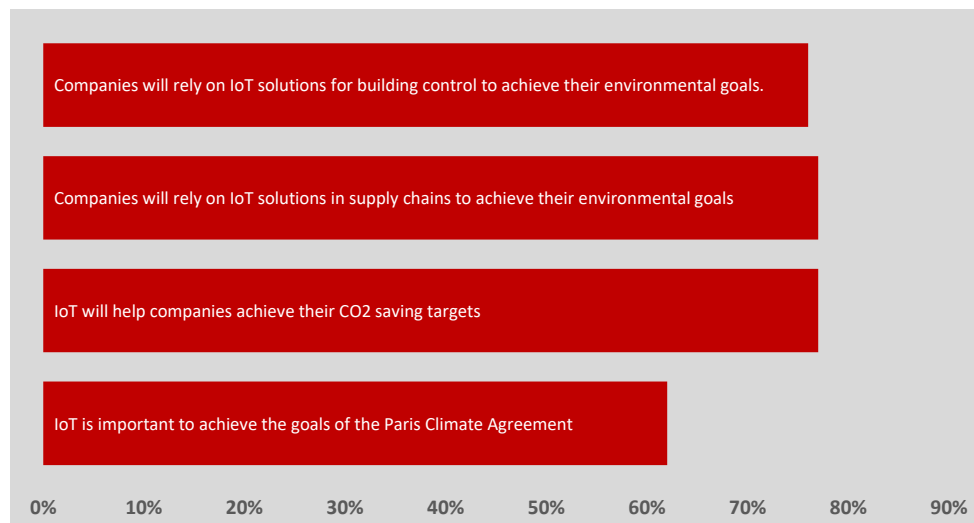 Companies will rely on IoT solutions for building control to achieve their environmental goals.
Companies will rely on IoT solutions in supply chains to achieve their environmental goals
IoT will help companies achieve their CO2 saving targets
IoT is important to achieve the goals of the Paris Climate Agreement
0% 10% 20% 30% 40% 50% 60% 70% 80% 90%